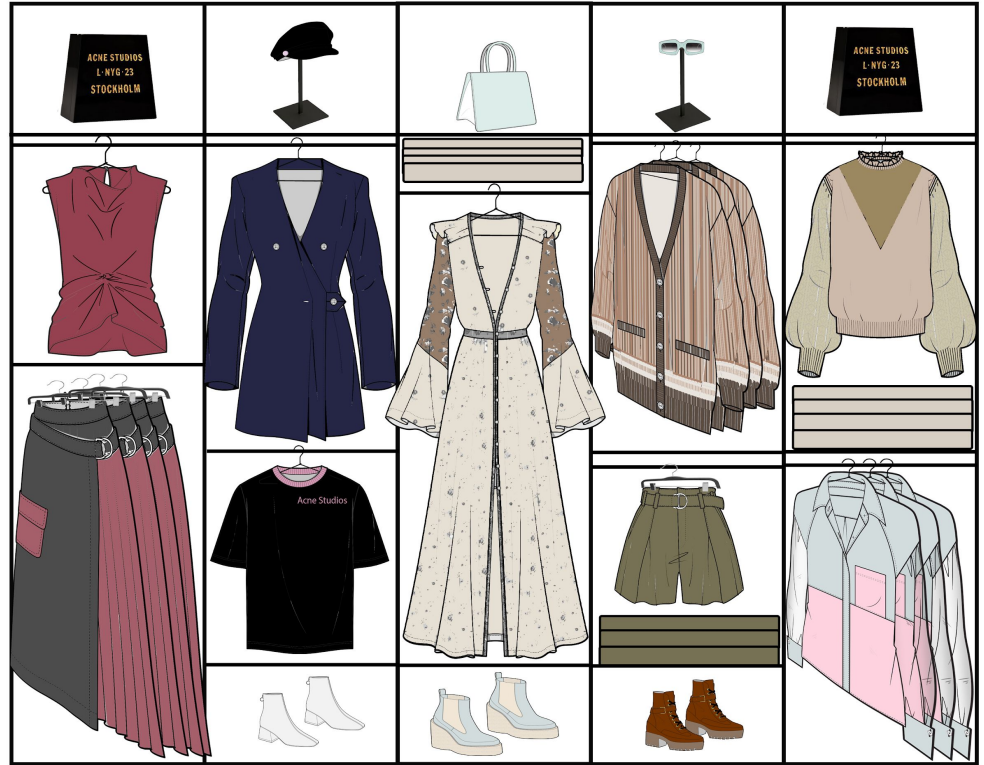 ACNE STUDIOS
L·NYG·23
STOCKHOLM
ACNE STUDIOS
L·NYG·23
STOCKHOLM
Acne Studios